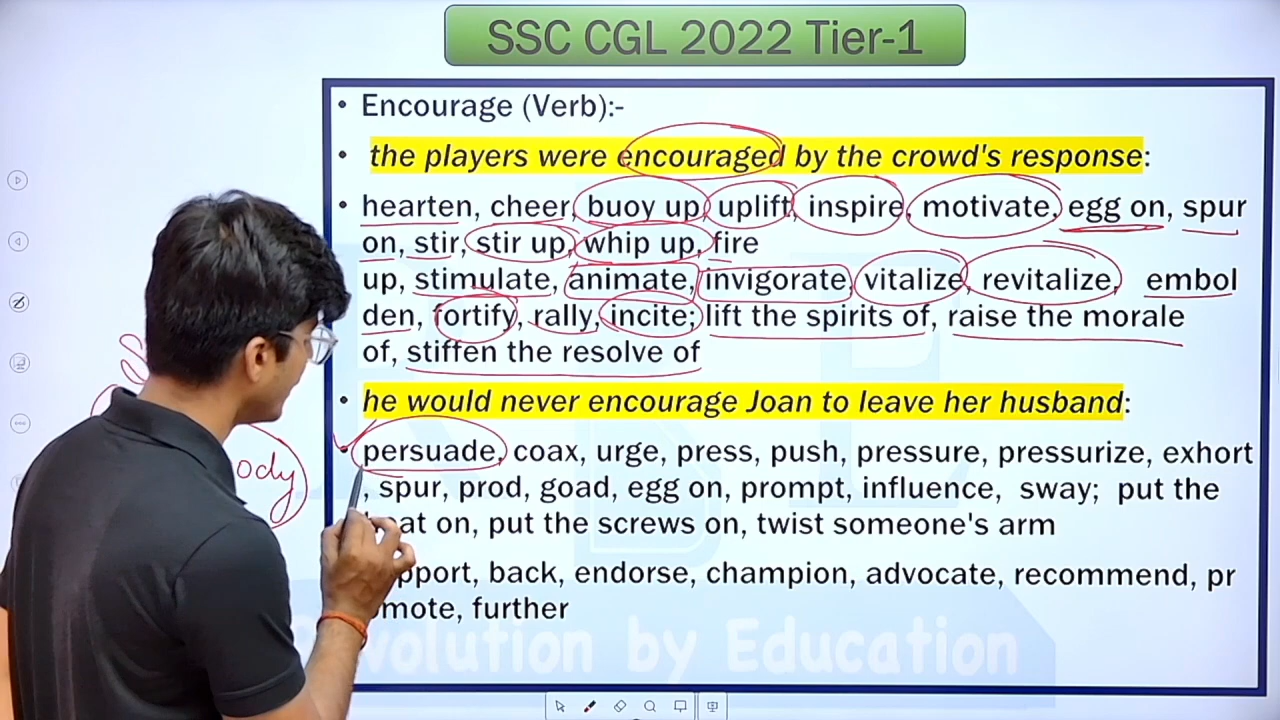 SSC CGL 2022 Tier-1
• Encourage (Verb):-
• the players were encouraged by the crowd's response:
• hearten, cheer, buoy up, uplift, inspire, motivate, egg on, spur
on, stir, stir up, whip up, fire
up, stimulate, animate, invigorate, vitalize, revitalize, embol
den, fortify, rally, incite; lift the spirits of, raise the morale
of, stiffen the resolve of
• he would never encourage Joan to leave her husband:
• persuade, coax, urge, press, push, pressure, pressurize, exhort
, spur, prod, goad, egg on, prompt, influence, sway; put the
on, put the screws on, twist someone's arm
back, endorse, champion, advocate, recommend, pr
omote, further
ody
by Education